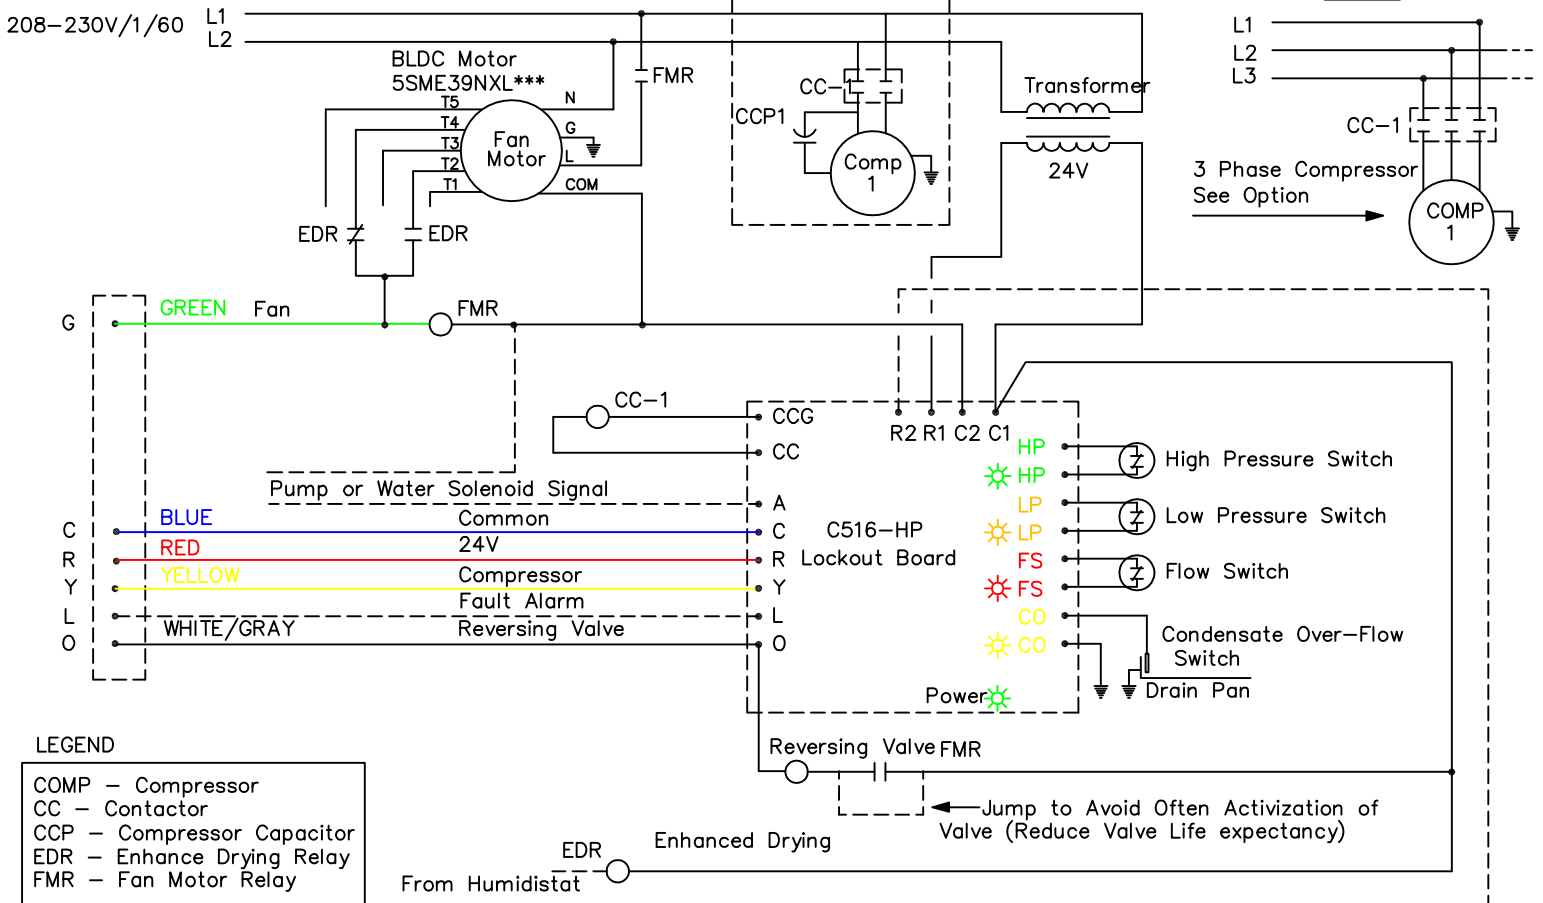 208-230V/1/60
L1
L2
BLDC Motor
5SME39NXL***
T5
T4
T3
T2
T1
Fan
Motor
N
G
L
COM
FMR
EDR
EDR
CC-1
CCP1
Comp
1
Transformer
24V
L1
L2
L3
CC-1
3 Phase Compressor
See Option
COMP
1
G
GREEN
Fan
FMR
CC-1
CCG
CC
R2 R1 C2 C1
Pump or Water Solenoid Signal
A
C
BLUE
Common
C
R
RED
24V
R
Y
YELLOW
Compressor
Y
L
Fault Alarm
L
O
WHITE/GRAY
Reversing Valve
O
C516-HP
Lockout Board
HP
HP
High Pressure Switch
LP
LP
Low Pressure Switch
FS
FS
Flow Switch
CO
CO
Condensate Over-Flow
Switch
Drain Pan
Power
Reversing Valve
FMR
Jump to Avoid Often Activization of
Valve (Reduce Valve Life expectancy)
Enhanced Drying
EDR
From Humidistat
LEGEND
COMP - Compressor
CC - Contactor
CCP - Compressor Capacitor
EDR - Enhance Drying Relay
FMR - Fan Motor Relay